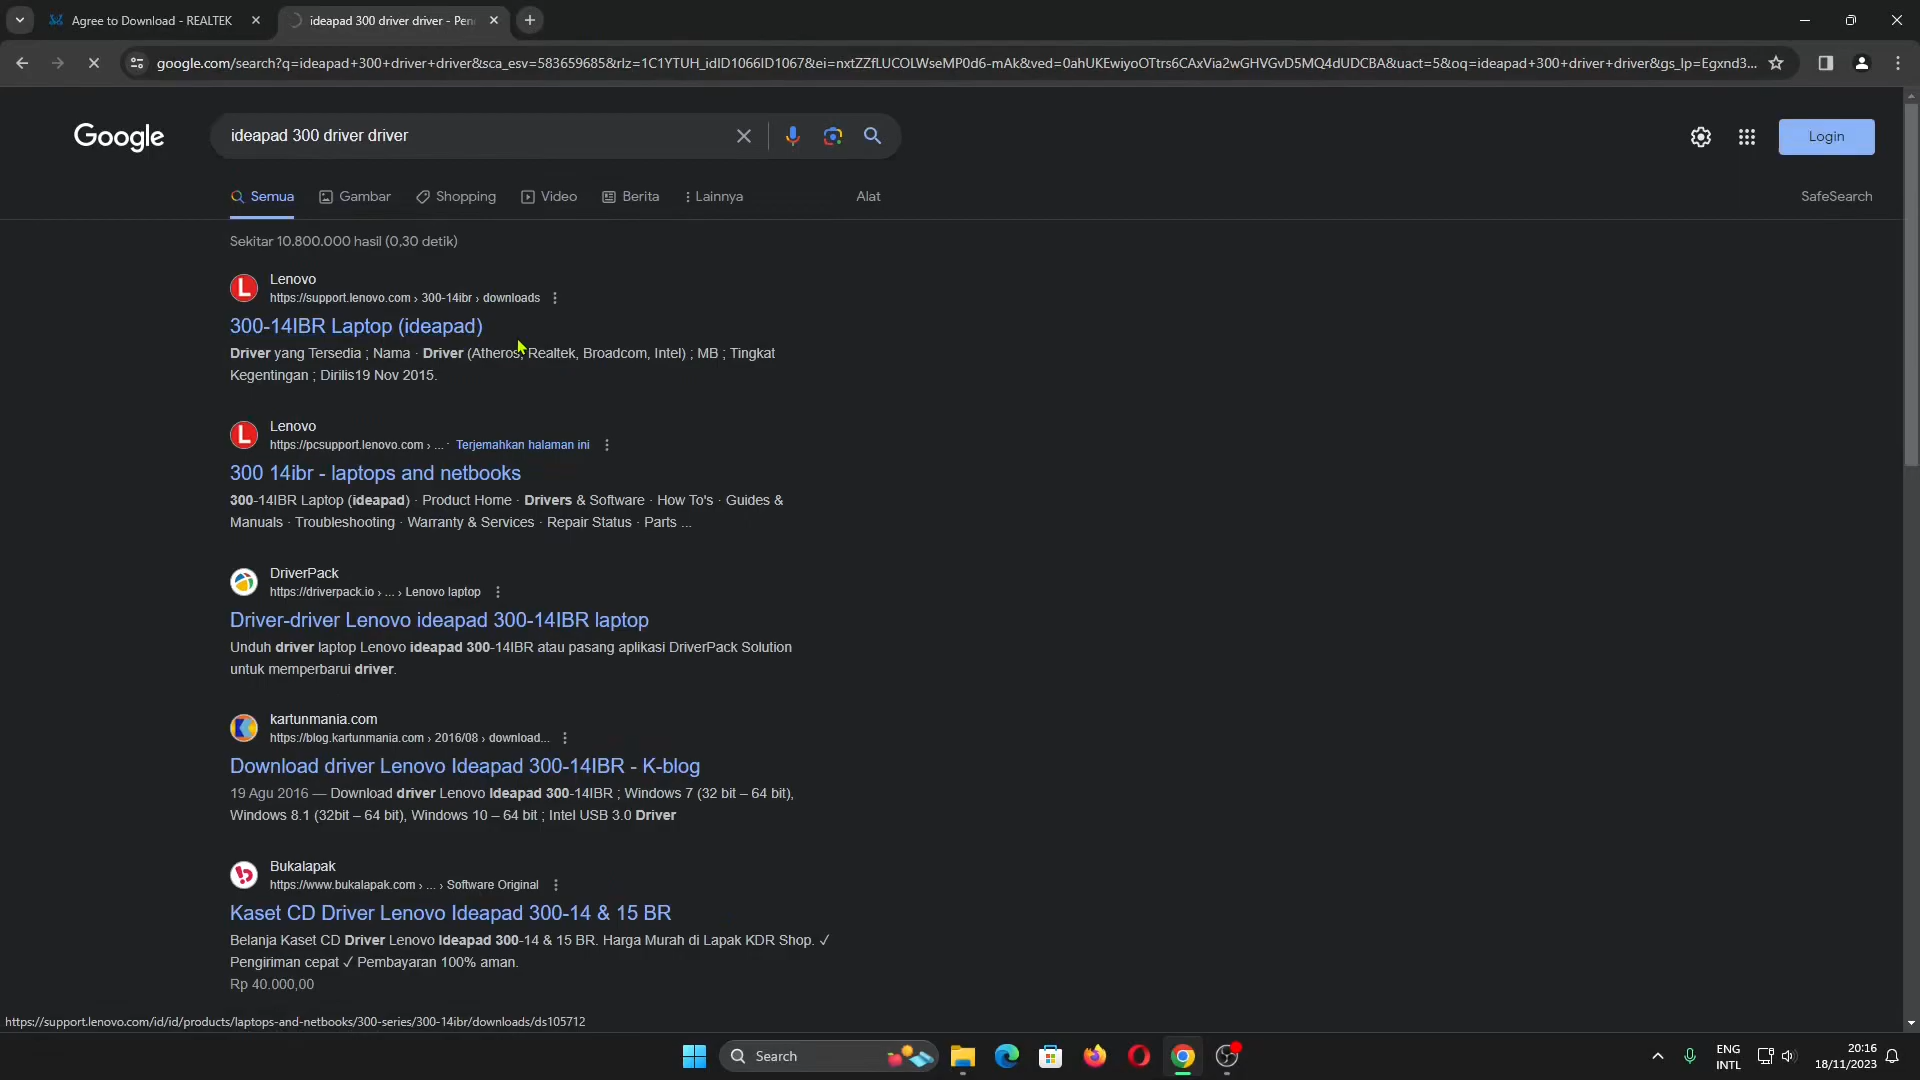 Agree to Download - REALTEK
ideapad 300 driver driver - Pen
google.com/search?q=ideapad+300+driver+driver&sca_esv=583659685&rlz=1C1YTUH_idID1066ID1067&ei=nxtZZfLUCOLWseMP0d6-mAk&ved=0ahUKEwiyoOTtrs6CAxVia2wGHVGvD5MQ4dUDCBA&uact=5&oq=ideapad+300+driver+driver&gs_lp=Egxnd3...
Google
ideapad 300 driver driver
Login
Semua
Gambar
Shopping
Video
Berita
Lainnya
Alat
SafeSearch
Sekitar 10.800.000 hasil (0,30 detik)
Lenovo
https://support.lenovo.com › 300-14ibr › downloads
300-14IBR Laptop (ideapad)
Driver yang Tersedia ; Nama · Driver (Atheros, Realtek, Broadcom, Intel) ; MB ; Tingkat
Kegentingan ; Dirilis19 Nov 2015.
Lenovo
https://pcsupport.lenovo.com › ... · Terjemahkan halaman ini
300 14ibr - laptops and netbooks
300-14IBR Laptop (ideapad) · Product Home · Drivers & Software · How To's · Guides &
Manuals · Troubleshooting · Warranty & Services · Repair Status · Parts ...
DriverPack
https://driverpack.io › ... › Lenovo laptop
Driver-driver Lenovo ideapad 300-14IBR laptop
Unduh driver laptop Lenovo ideapad 300-14IBR atau pasang aplikasi DriverPack Solution
untuk memperbarui driver.
kartunmania.com
https://blog.kartunmania.com › 2016/08 › download...
Download driver Lenovo Ideapad 300-14IBR - K-blog
19 Agu 2016 — Download driver Lenovo Ideapad 300-14IBR ; Windows 7 (32 bit – 64 bit),
Windows 8.1 (32bit – 64 bit), Windows 10 – 64 bit ; Intel USB 3.0 Driver
Bukalapak
https://www.bukalapak.com › ... › Software Original
Kaset CD Driver Lenovo Ideapad 300-14 & 15 BR
Belanja Kaset CD Driver Lenovo Ideapad 300-14 & 15 BR. Harga Murah di Lapak KDR Shop. ✓
Pengiriman cepat ✓ Pembayaran 100% aman.
Rp 40.000,00
https://support.lenovo.com/id/id/products/laptops-and-netbooks/300-series/300-14ibr/downloads/ds105712
Search
ENG
INTL
20:16
18/11/2023